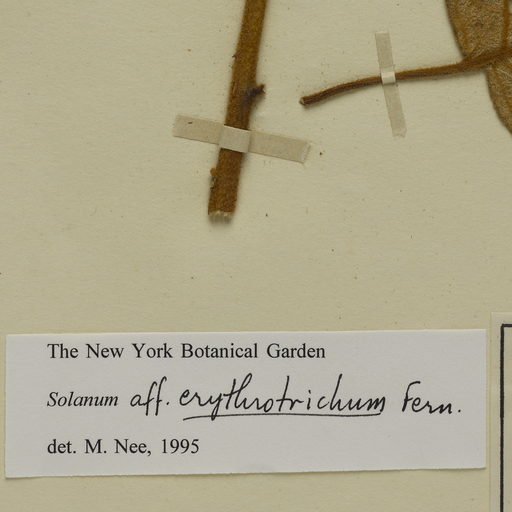 The New York Botanical Garden
Solanum aff. erythrotrichum Fern.
det. M. Nee, 1995